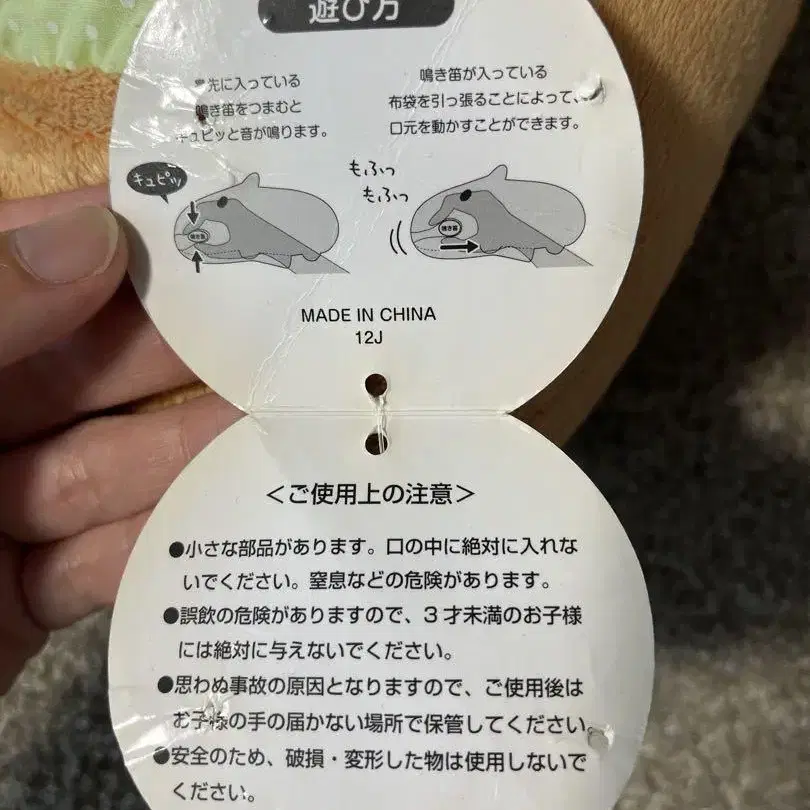 遊び方
先に入っている
鳴き笛をつまむと
キュピッと音が鳴ります。
鳴き笛が入っている
布袋を引っ張ることによって、
口元を動かすことができます。
キュピッ
鳴き笛
もふっ
もふっ
鳴き笛
MADE IN CHINA
12J
<ご使用上の注意>
●小さな部品があります。口の中に絶対に入れな
いでください。窒息などの危険があります。
●誤飲の危険がありますので、3才未満のお子様
には絶対に与えないでください。
●思わぬ事故の原因となりますので、ご使用後は
お子様の手の届かない場所で保管してください。
●安全のため、破損・変形した物は使用しないで
ください。